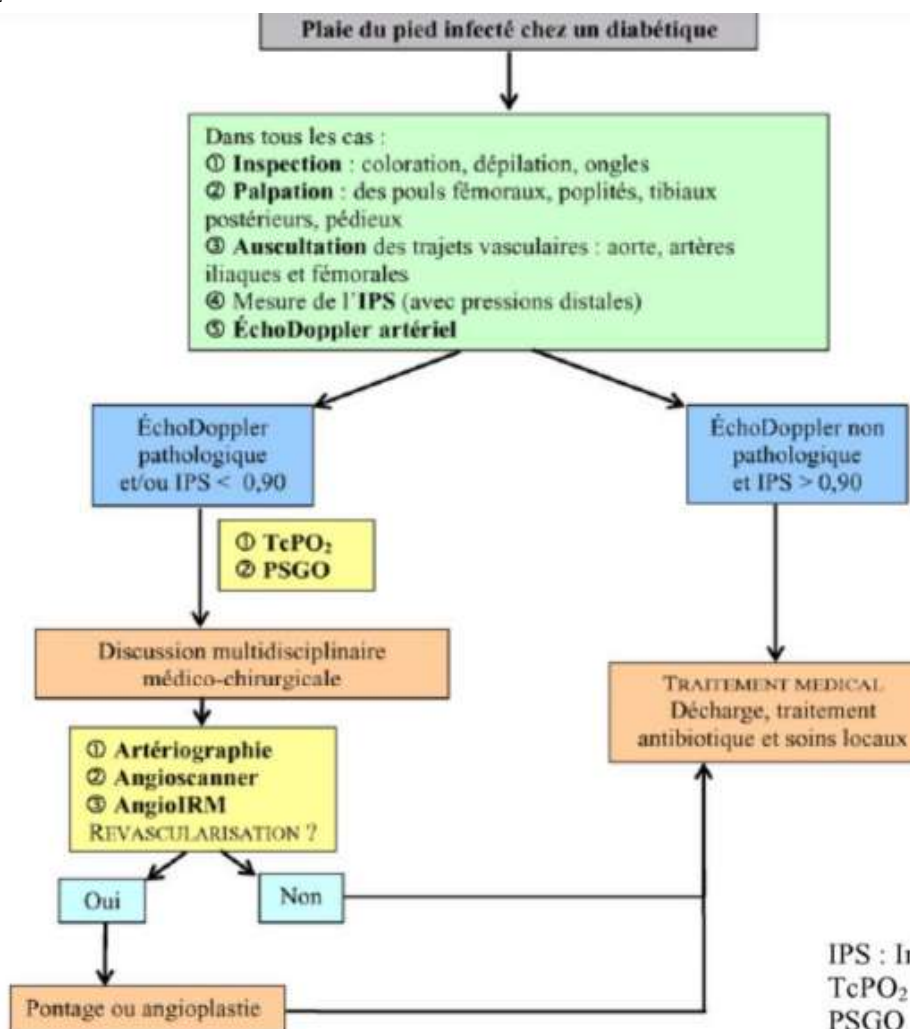 Plaie du pied infecté chez un diabétique
Dans tous les cas :
① Inspection : coloration, dépilation, ongles
② Palpation : des pouls fémoraux, poplités, tibiaux
postérieurs, pédieux
③ Auscultation des trajets vasculaires : aorte, artères
iliaques et fémorales
④ Mesure de l'IPS (avec pressions distales)
⑤ ÉchoDoppler artériel
ÉchoDoppler
pathologique
et/ou IPS < 0,90
ÉchoDoppler non
pathologique
et IPS > 0,90
① TcPO₂
② PSGO
Discussion multidisciplinaire
médico-chirurgicale
TRAITEMENT MEDICAL
Décharge, traitement
antibiotique et soins locaux
① Artériographie
② Angioscanner
③ AngioIRM
REVASCULARISATION ?
Oui
Non
Pontage ou angioplastie
IPS :
TcPO₂
PSGO